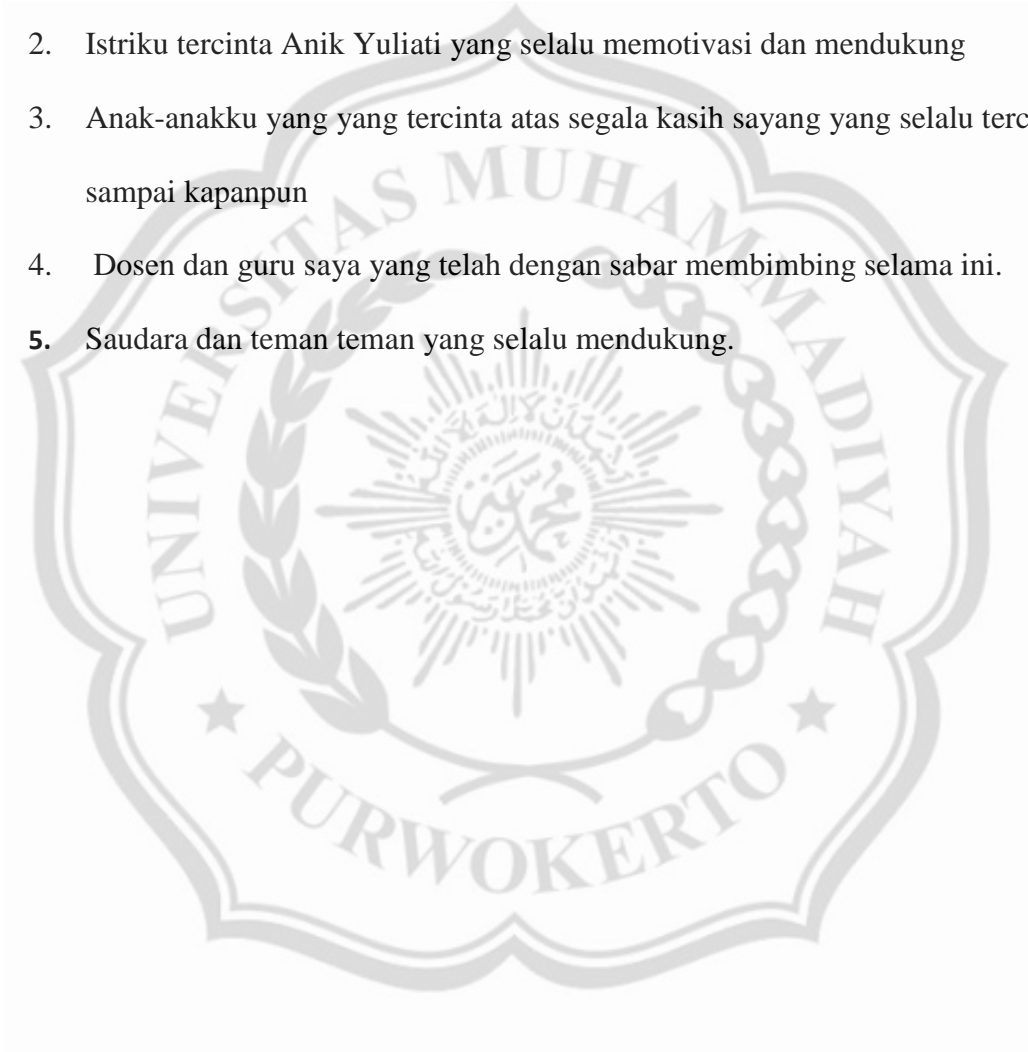 2. Istriku tercinta Anik Yuliati yang selalu memotivasi dan mendukung
3. Anak-anakku yang yang tercinta atas segala kasih sayang yang selalu terc
sampai kapanpun
4. Dosen dan guru saya yang telah dengan sabar membimbing selama ini.
5. Saudara dan teman teman yang selalu mendukung.
UNIVERSITAS MUHAMMADIYAH
PURWOKERTO